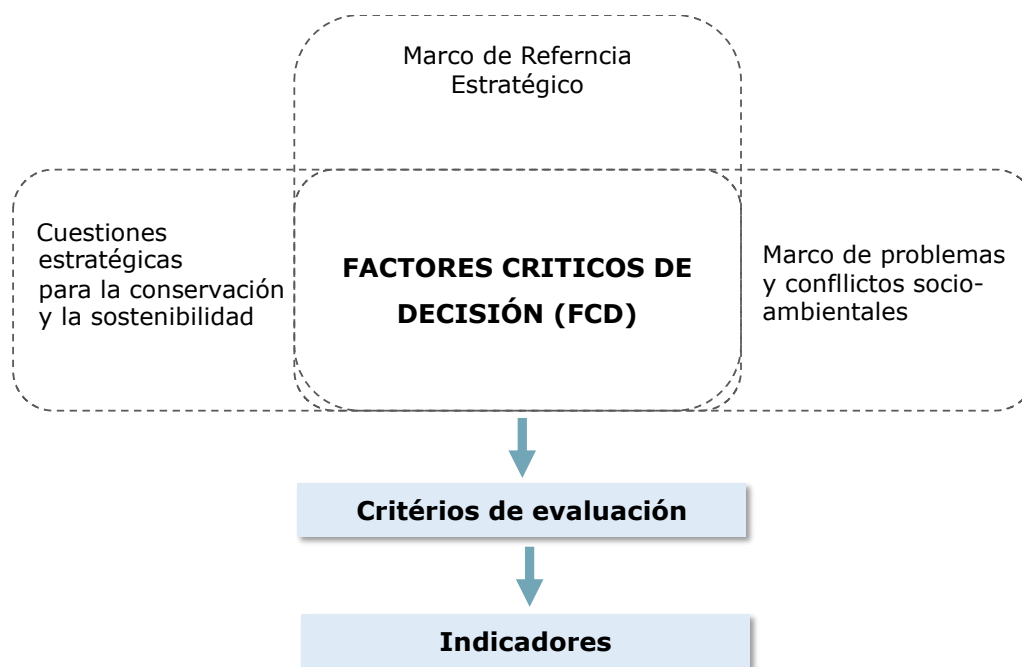 Marco de Referncia
Estratégico
Cuestiones
estratégicas
para la conservación
y la sostenibilidad
FACTORES CRITICOS DE
DECISIÓN (FCD)
Marco de problemas
y confllictos socio-
ambientales
Critérios de evaluación
Indicadores